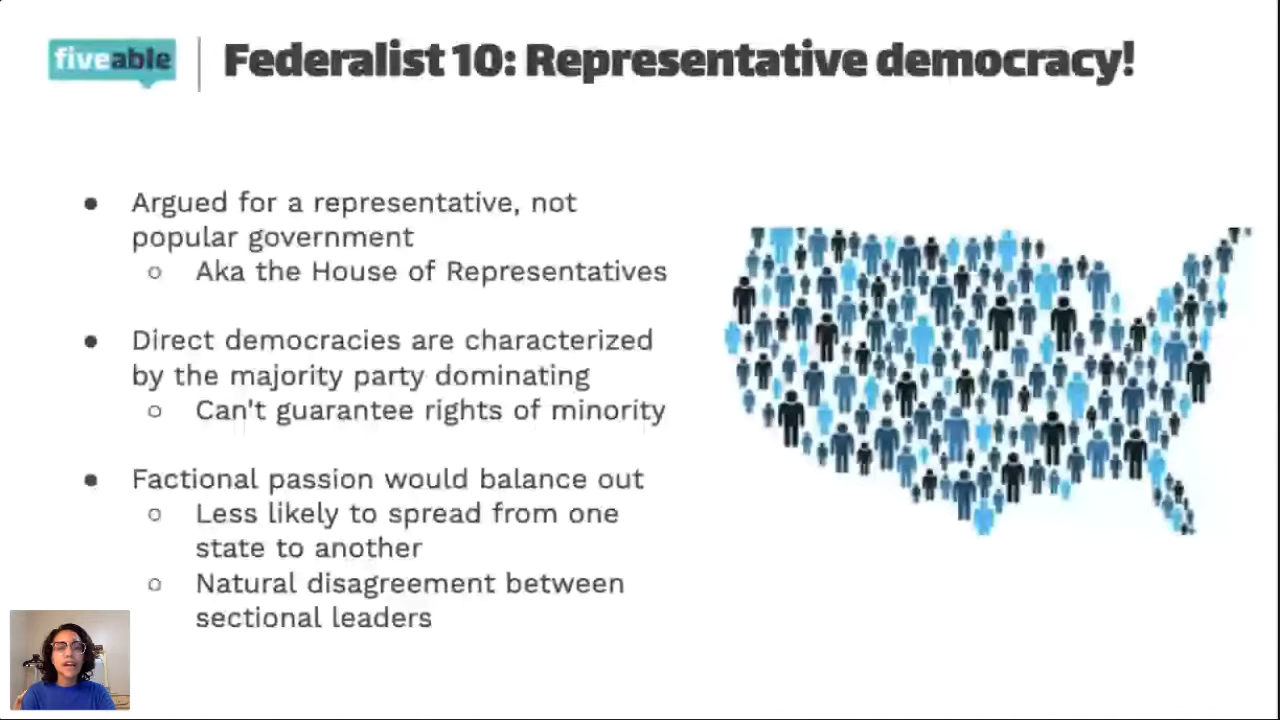 fiveable
Federalist 10: Representative democracy!
● Argued for a representative, not
popular government
○ Aka the House of Representatives
● Direct democracies are characterized
by the majority party dominating
○ Can't guarantee rights of minority
● Factional passion would balance out
○ Less likely to spread from one
state to another
○ Natural disagreement between
sectional leaders